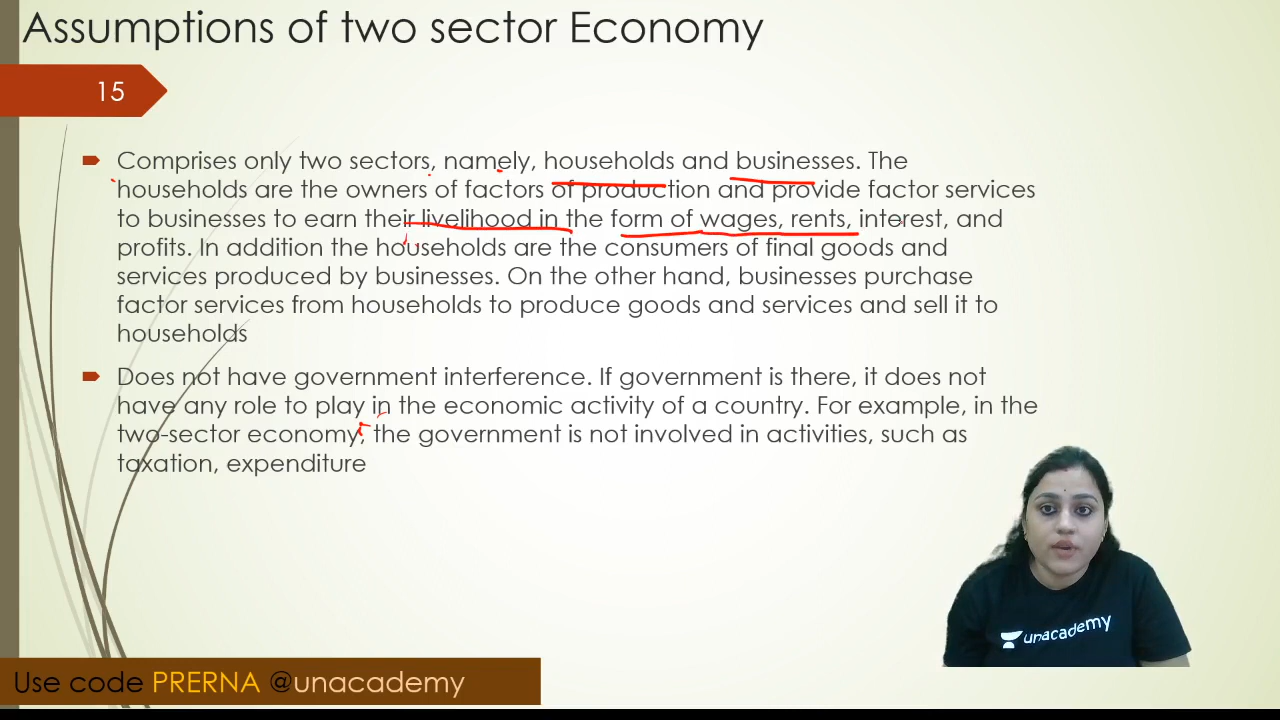 Assumptions of two sector Economy
15
Comprises only two sectors, namely, households and businesses. The
households are the owners of factors of production and provide factor services
to businesses to earn their livelihood in the form of wages, rents, interest, and
profits. In addition the households are the consumers of final goods and
services produced by businesses. On the other hand, businesses purchase
factor services from households to produce goods and services and sell it to
households
Does not have government interference. If government is there, it does not
have any role to play in the economic activity of a country. For example, in the
two-sector economy, the government is not involved in activities, such as
taxation, expenditure
unacademy
Use code PRERNA @unacademy